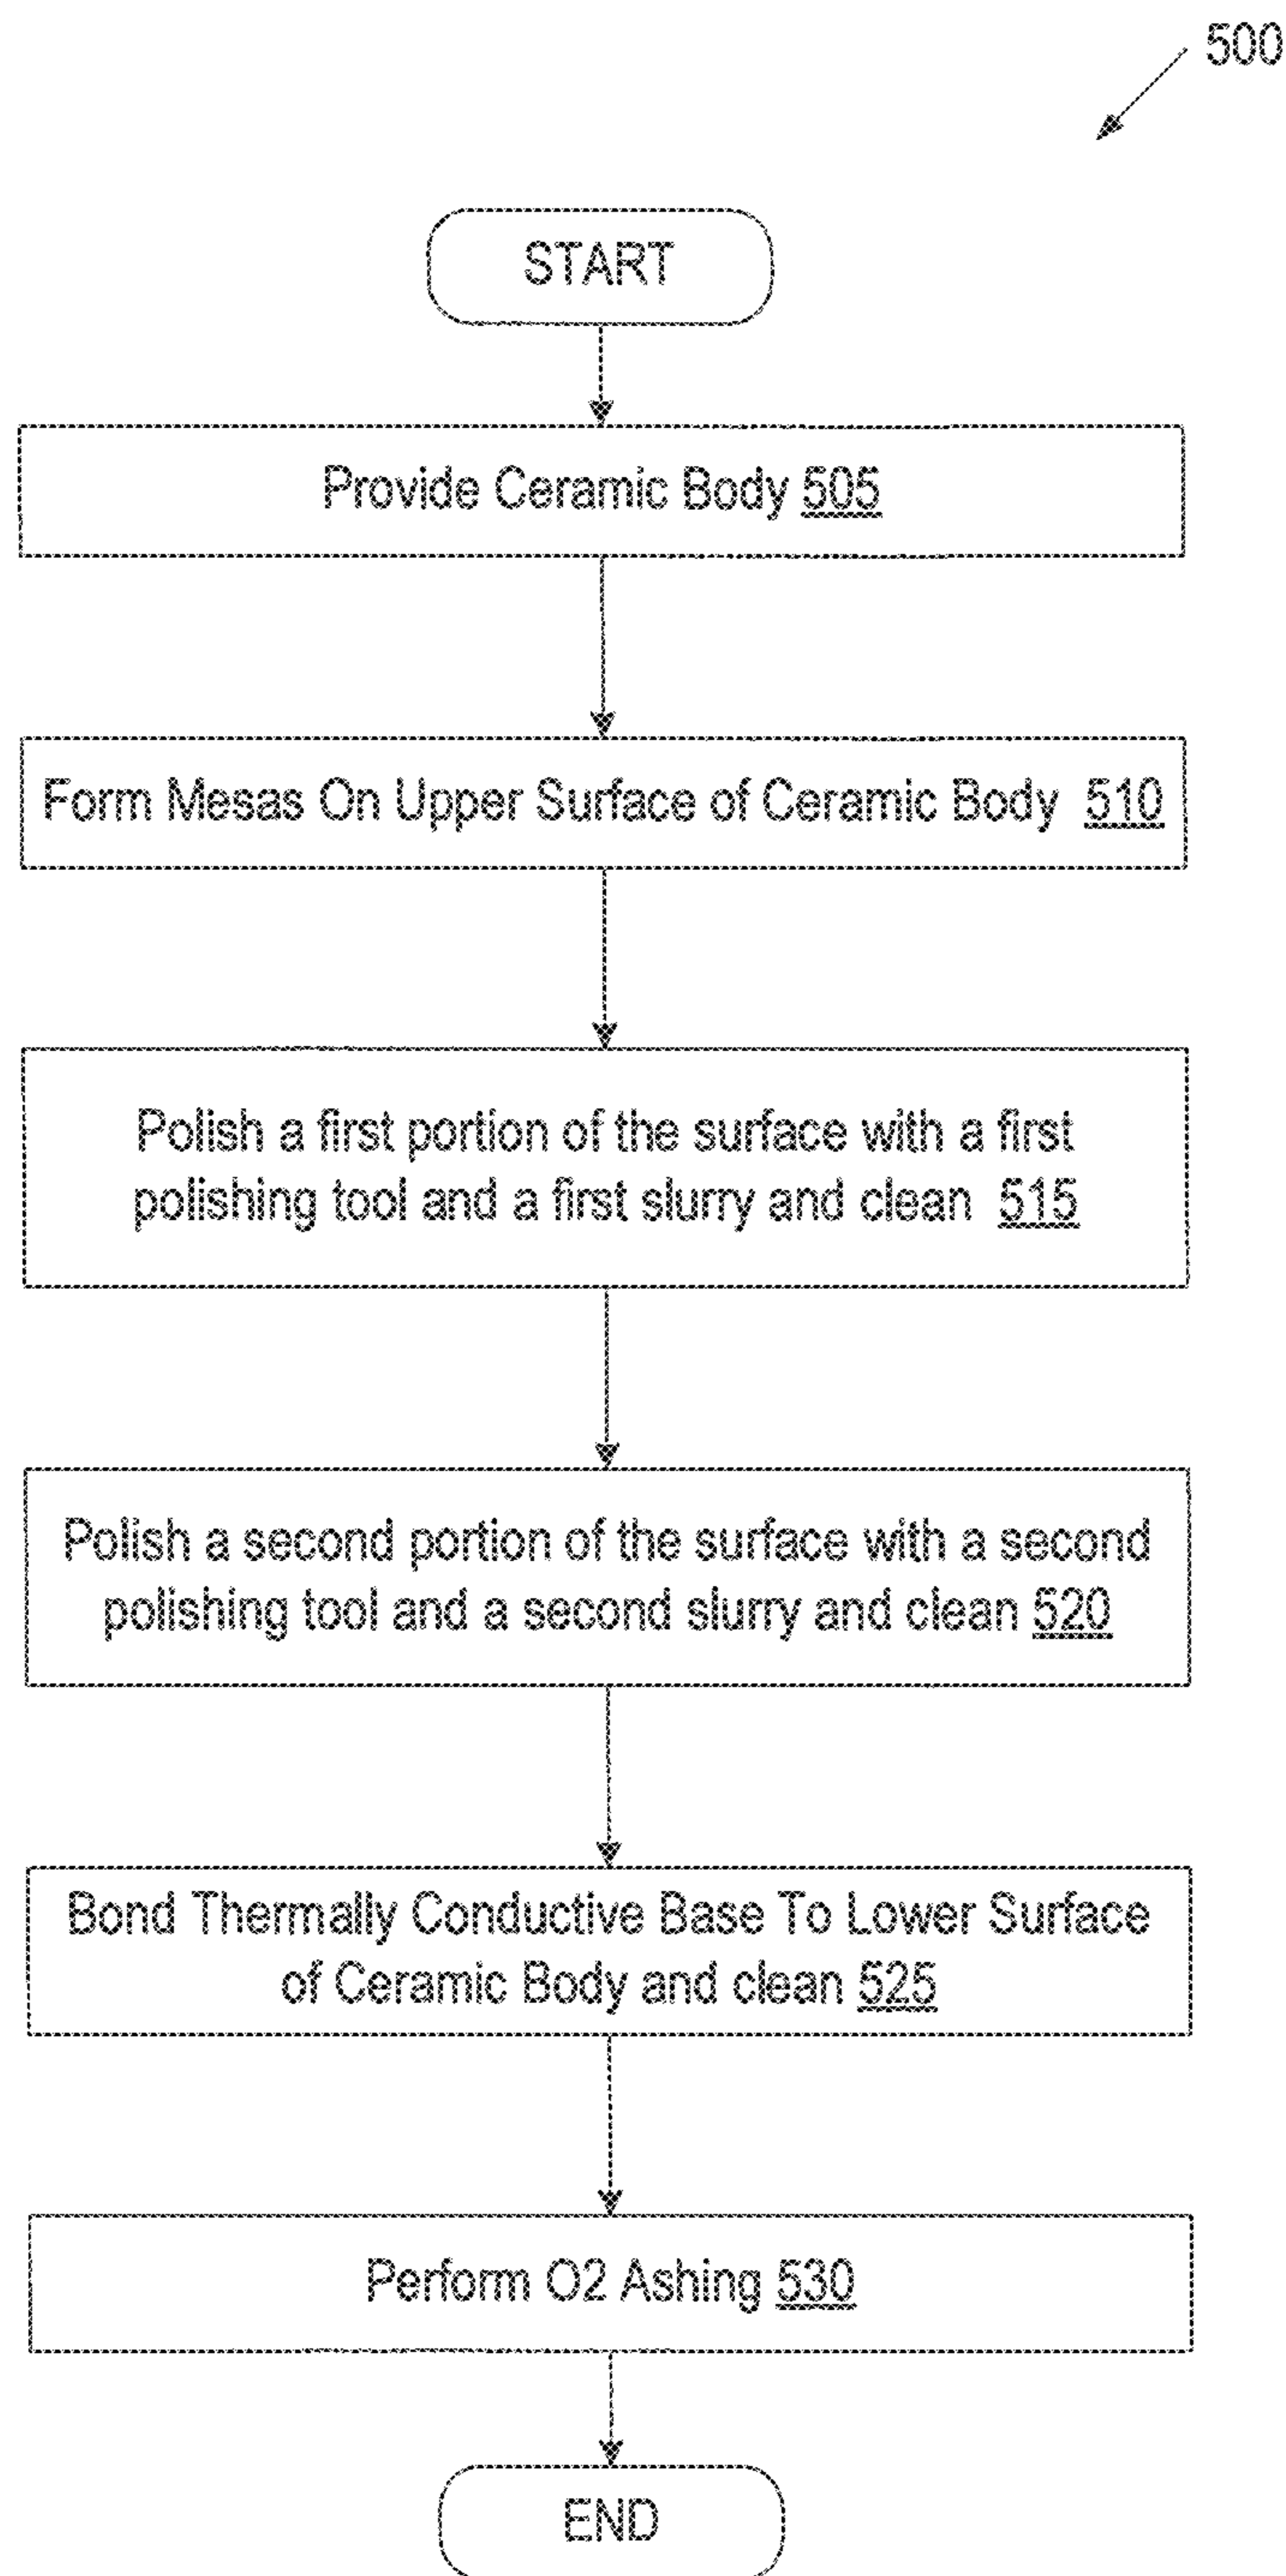 500
START
Provide Ceramic Body 505
Form Mesas On Upper Surface of Ceramic Body 510
Polish a first portion of the surface with a first
polishing tool and a first slurry and clean 515
Polish a second portion of the surface with a second
polishing tool and a second slurry and clean 520
Bond Thermally Conductive Base To Lower Surface
of Ceramic Body and clean 525
Perform O2 Ashing 530
END